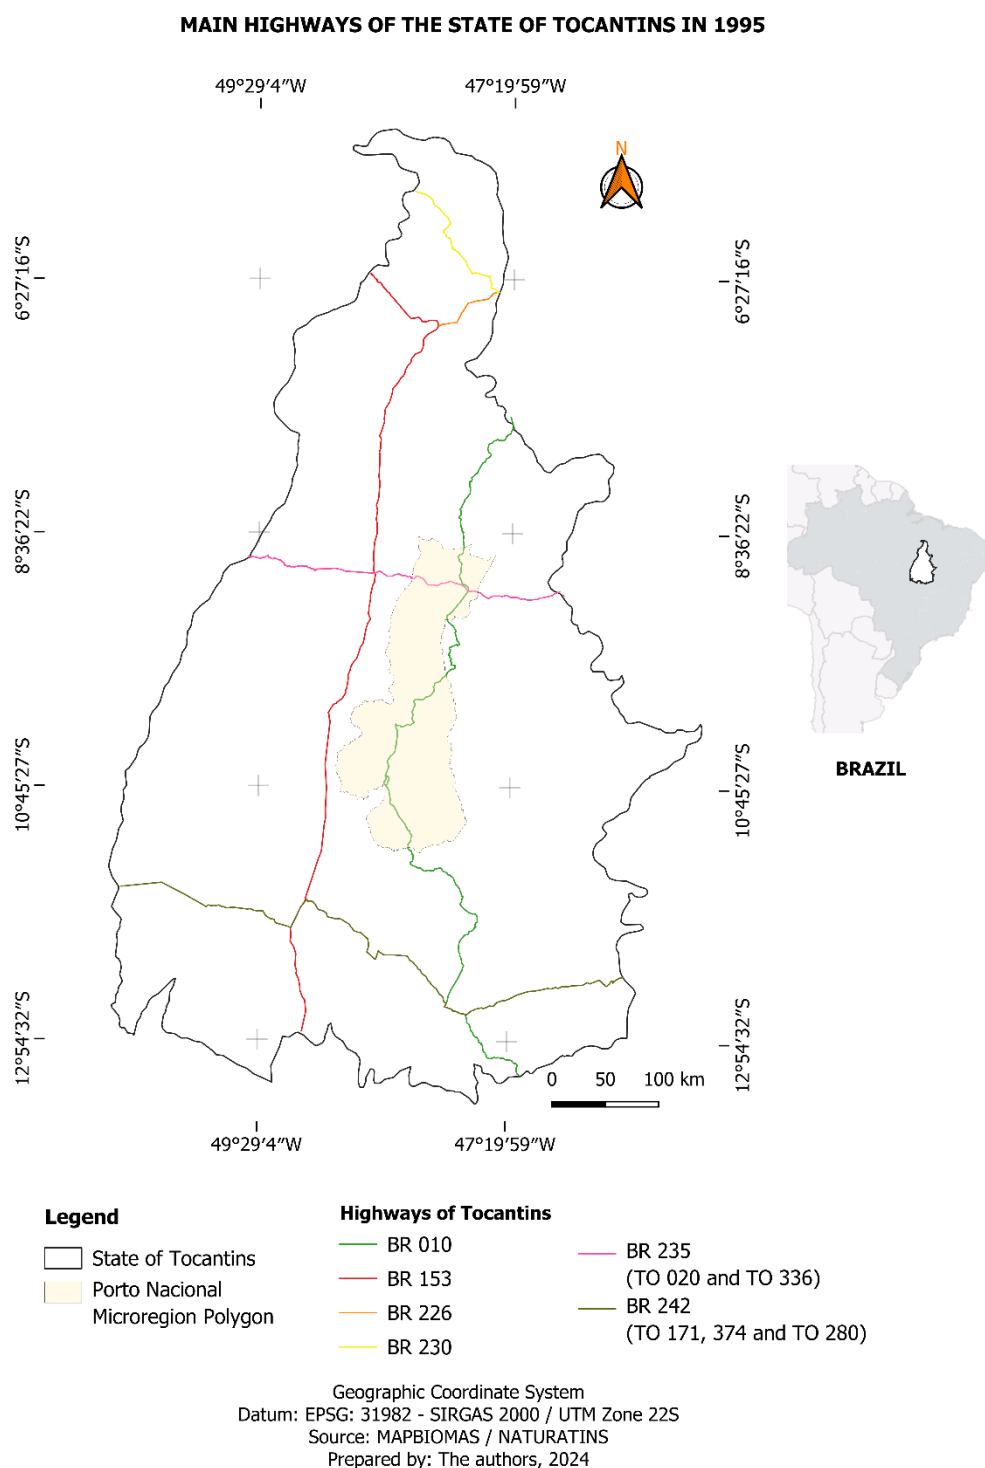 MAIN HIGHWAYS OF THE STATE OF TOCANTINS IN 1995
49°29'4"W
47°19'59"W
N
6°27'16"S
6°27'16"S
8°36'22"S
8°36'22"S
BRAZIL
10°45'27"S
10°45'27"S
12°54'32"S
12°54'32"S
0 50 100 km
49°29'4"W
47°19'59"W
Legend
State of Tocantins
Porto Nacional
Microregion Polygon
Highways of Tocantins
BR 010
BR 153
BR 226
BR 230
BR 235
(TO 020 and TO 336)
BR 242
(TO 171, 374 and TO 280)
Geographic Coordinate System
Datum: EPSG: 31982 - SIRGAS 2000 / UTM Zone 22S
Source: MAPBIOMAS / NATURATINS
Prepared by: The authors, 2024